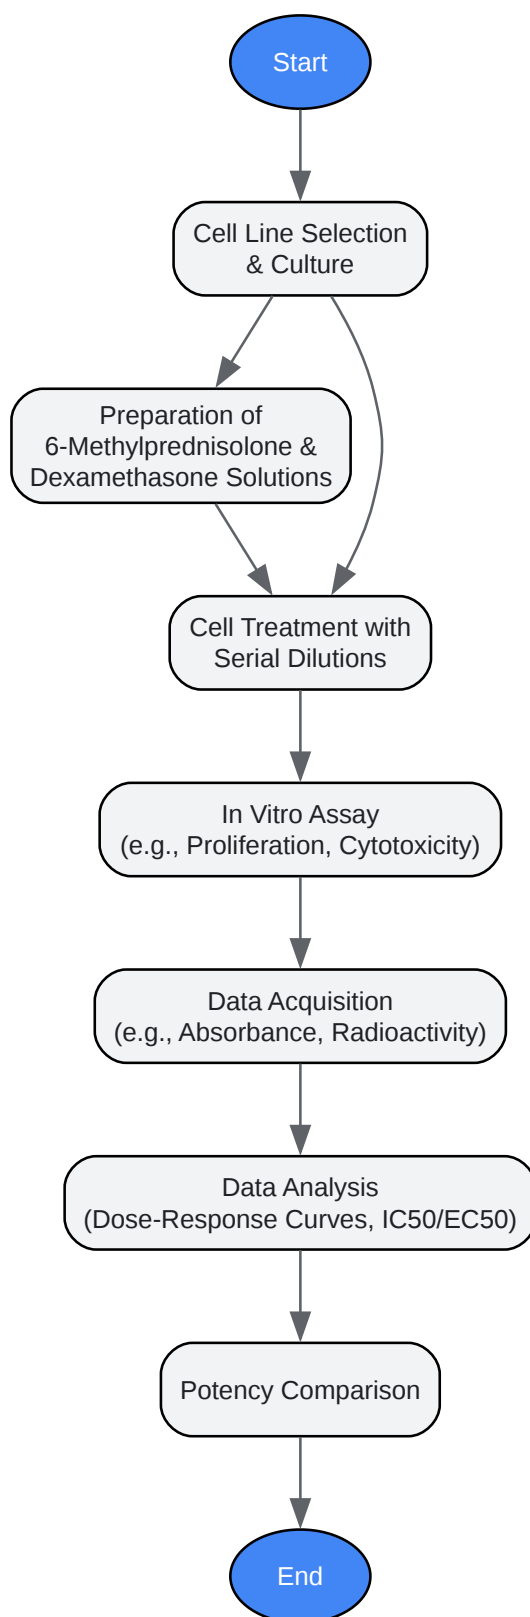 Start
Cell Line Selection
& Culture
Preparation of
6-Methylprednisolone &
Dexamethasone Solutions
Cell Treatment with
Serial Dilutions
In Vitro Assay
(e.g., Proliferation, Cytotoxicity)
Data Acquisition
(e.g., Absorbance, Radioactivity)
Data Analysis
(Dose-Response Curves, IC50/EC50)
Potency Comparison
End